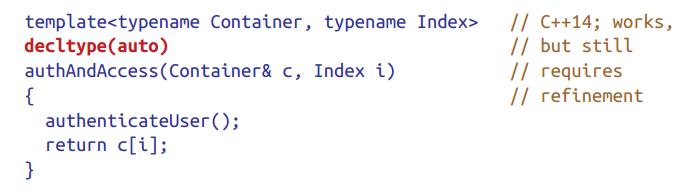 template<typename Container, typename Index>   // C++14; works,
decltype(auto)                                 // but still
authAndAccess(Container& c, Index i)           // requires
{                                              // refinement
  authenticateUser();
  return c[i];
}